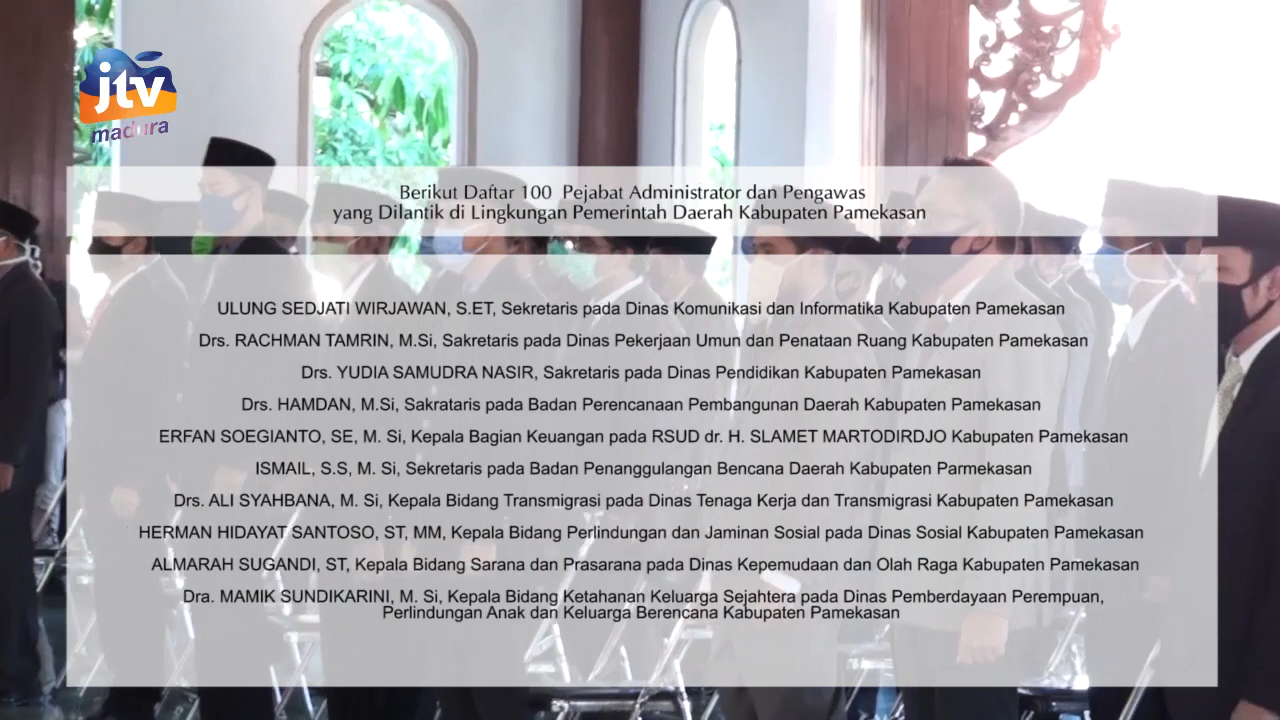 jtv
madura
Berikut Daftar 100 Pejabat Administrator dan Pengawas
yang Dilantik di Lingkungan Pemerintah Daerah Kabupaten Pamekasan
ULUNG SEDJATI WIRJAWAN, S.ET, Sekretaris pada Dinas Komunikasi dan Informatika Kabupaten Pamekasan
Drs. RACHMAN TAMRIN, M.Si, Sakretaris pada Dinas Pekerjaan Umun dan Penataan Ruang Kabupaten Pamekasan
Drs. YUDIA SAMUDRA NASIR, Sakretaris pada Dinas Pendidikan Kabupaten Pamekasan
Drs. HAMDAN, M.Si, Sakrataris pada Badan Perencanaan Pembangunan Daerah Kabupaten Pamekasan
ERFAN SOEGIANTO, SE, M. Si, Kepala Bagian Keuangan pada RSUD dr. H. SLAMET MARTODIRDJO Kabupaten Pamekasan
ISMAIL, S.S, M. Si, Sekretaris pada Badan Penanggulangan Bencana Daerah Kabupaten Parmekasan
Drs. ALI SYAHBANA, M. Si, Kepala Bidang Transmigrasi pada Dinas Tenaga Kerja dan Transmigrasi Kabupaten Pamekasan
HERMAN HIDAYAT SANTOSO, ST, MM, Kepala Bidang Perlindungan dan Jaminan Sosial pada Dinas Sosial Kabupaten Pamekasan
ALMARAH SUGANDI, ST, Kepala Bidang Sarana dan Prasarana pada Dinas Kepemudaan dan Olah Raga Kabupaten Pamekasan
Dra. MAMIK SUNDIKARINI, M. Si, Kepala Bidang Ketahanan Keluarga Sejahtera pada Dinas Pemberdayaan Perempuan,
Perlindungan Anak dan Keluarga Berencana Kabupaten Pamekasan